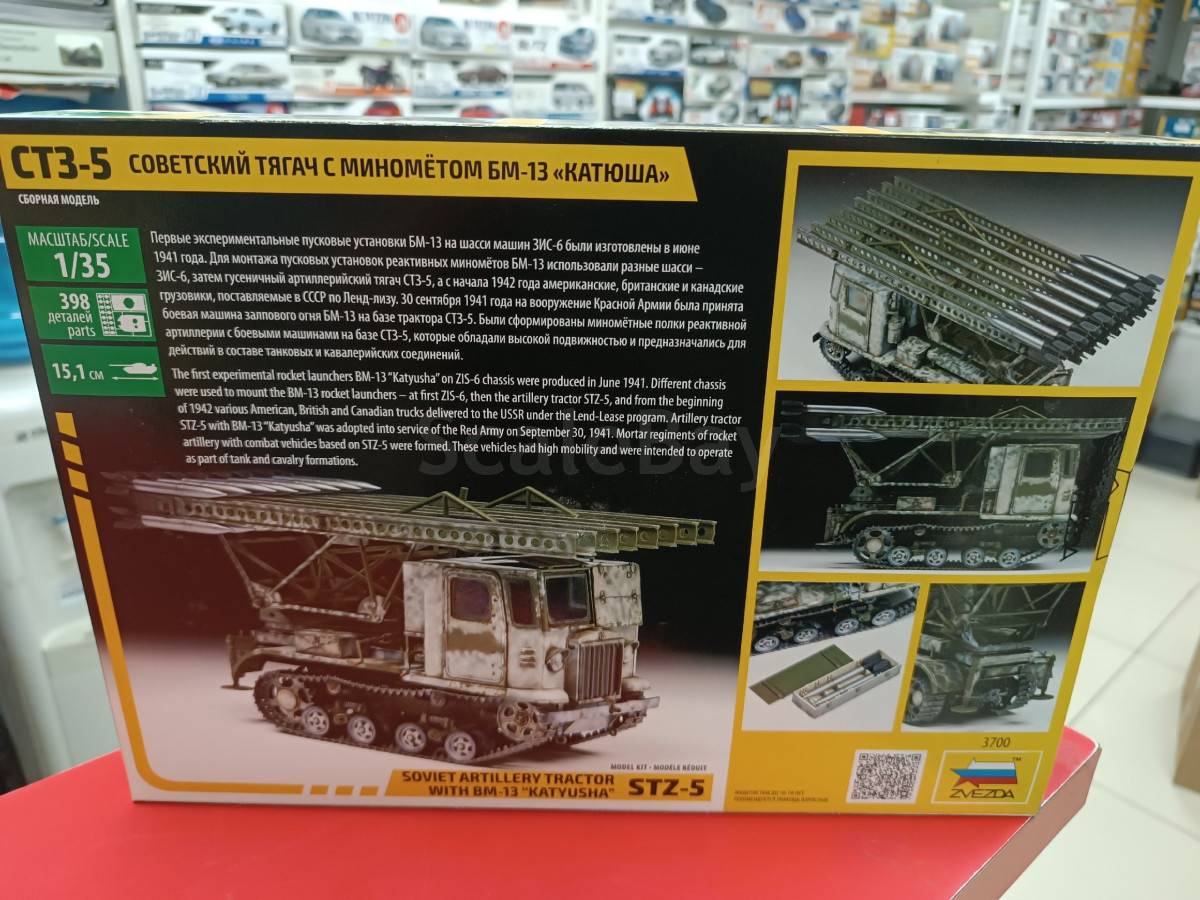 СТЗ-5 СОВЕТСКИЙ ТЯГАЧ С МИНОМЁТОМ БМ-13 «КАТЮША»
СБОРНАЯ МОДЕЛЬ
МАСШТАБ/SCALE
1/35
398
деталей
parts
15,1 см
Первые экспериментальные пусковые установки БМ-13 на шасси машин ЗИС-6 были изготовлены в июне
1941 года. Для монтажа пусковых установок реактивных миномётов БМ-13 использовали разные шасси –
ЗИС-6, затем гусеничный артиллерийский тягач СТЗ-5, а с начала 1942 года американские, британские и канадские
грузовики, поставляемые в СССР по Ленд-лизу. 30 сентября 1941 года на вооружение Красной Армии была принята
боевая машина залпового огня БМ-13 на базе трактора СТЗ-5. Были сформированы миномётные полки реактивной
артиллерии с боевыми машинами на базе СТЗ-5, которые обладали высокой подвижностью и предназначались для
действий в составе танковых и кавалерийских соединений.
The first experimental rocket launchers BM-13 "Katyusha" on ZIS-6 chassis were produced in June 1941. Different chassis
were used to mount the BM-13 rocket launchers – at first ZIS-6, then the artillery tractor STZ-5, and from the beginning
of 1942 various American, British and Canadian trucks delivered to the USSR under the Lend-Lease program. Artillery tractor
STZ-5 with BM-13 "Katyusha" was adopted into service of the Red Army on September 30, 1941. Mortar regiments of rocket
artillery with combat vehicles based on STZ-5 were formed. These vehicles had high mobility and were intended to operate
as part of tank and cavalry formations.
ScaleBay
MODEL KIT • MODÈLE RÉDUIT
SOVIET ARTILLERY TRACTOR
WITH BM-13 "KATYUSHA" STZ-5
3700
ZVEZDA
TM